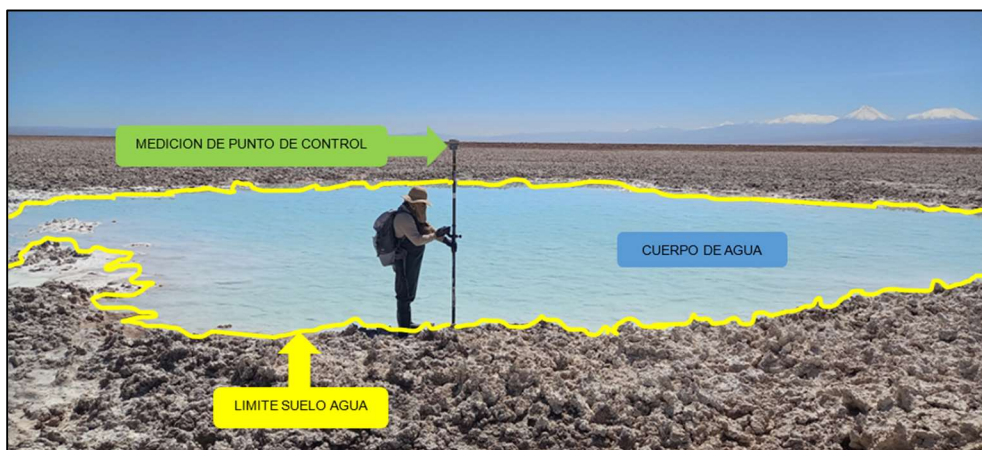 MEDICION DE PUNTO DE CONTROL
CUERPO DE AGUA
LIMITE SUELO AGUA